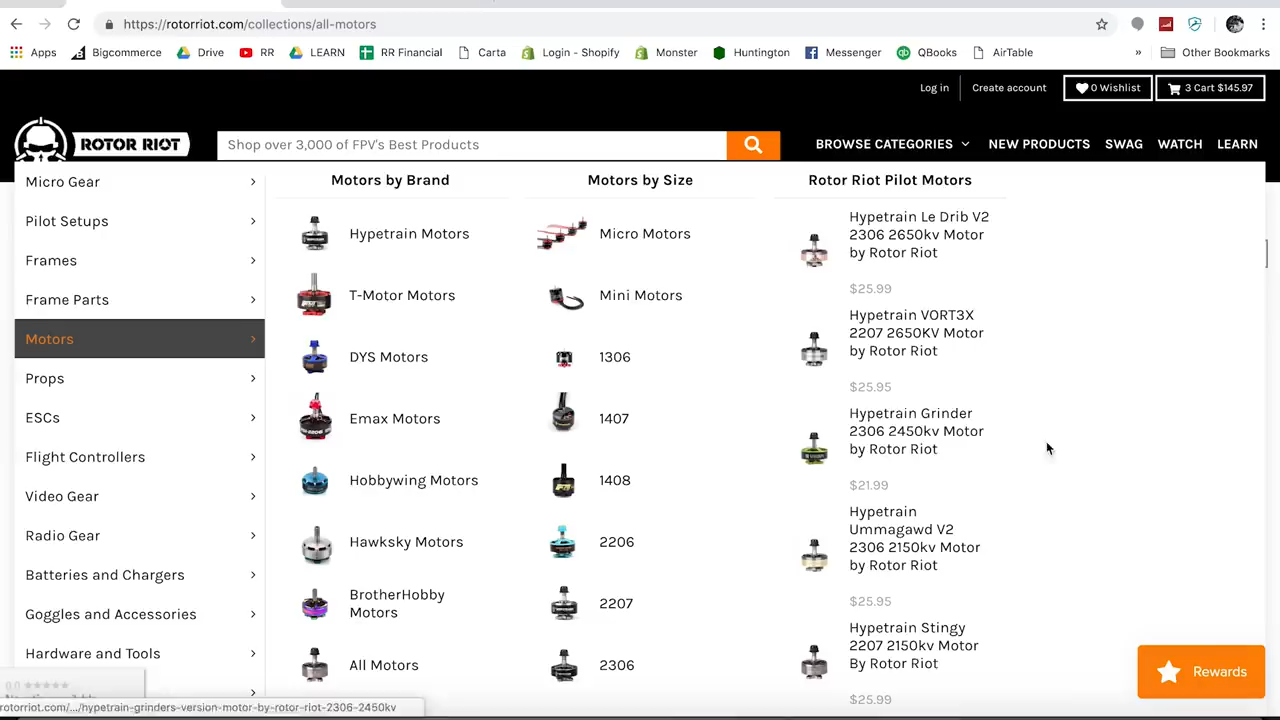 https://rotorriot.com/collections/all-motors
Apps Bigcommerce Drive RR LEARN RR Financial Carta Login - Shopify Monster Huntington Messenger QBooks AirTable » Other Bookmarks
Log in Create account 0 Wishlist 3 Cart $145.97
ROTOR RIOT Shop over 3,000 of FPV's Best Products BROWSE CATEGORIES NEW PRODUCTS SWAG WATCH LEARN
Micro Gear
Pilot Setups
Frames
Frame Parts
Motors
Props
ESCs
Flight Controllers
Video Gear
Radio Gear
Batteries and Chargers
Goggles and Accessories
Hardware and Tools
Motors by Brand
Hypetrain Motors
T-Motor Motors
DYS Motors
Emax Motors
Hobbywing Motors
Hawksky Motors
BrotherHobby
Motors
All Motors
Motors by Size
Micro Motors
Mini Motors
1306
1407
1408
2206
2207
2306
Rotor Riot Pilot Motors
Hypetrain Le Drib V2
2306 2650kv Motor
by Rotor Riot
$25.99
Hypetrain VORT3X
2207 2650KV Motor
by Rotor Riot
$25.95
Hypetrain Grinder
2306 2450kv Motor
by Rotor Riot
$21.99
Hypetrain
Ummagawd V2
2306 2150kv Motor
by Rotor Riot
$25.95
Hypetrain Stingy
2207 2150kv Motor
By Rotor Riot
$25.99
Rewards
0.0
rotorriot.com/.../hypetrain-grinders-version-motor-by-rotor-riot-2306-2450kv